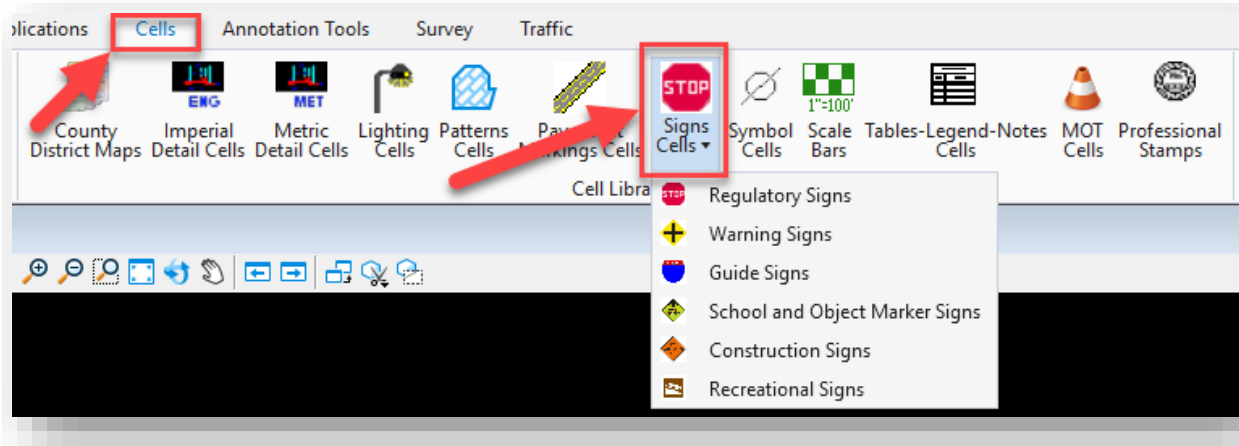 plications Cells Annotation Tools Survey Traffic
ENG MET STOP 1"=100'
County Imperial Metric Lighting Patterns Signs Symbol Scale Tables-Legend-Notes MOT Professional
District Maps Detail Cells Detail Cells Cells Cells Markings Cells Cells Cells Bars Cells Cells Stamps
Cell Libra
STOP Regulatory Signs
Warning Signs
Guide Signs
School and Object Marker Signs
Construction Signs
Recreational Signs